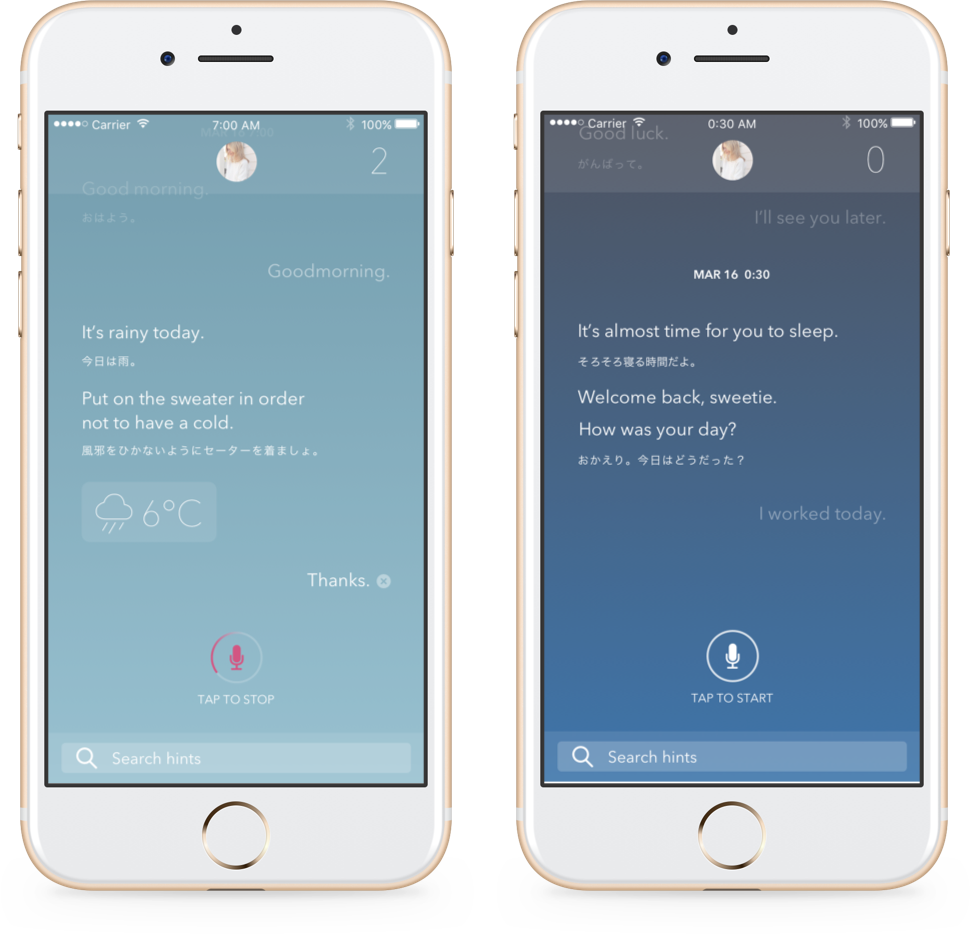 Carrier
7:00 AM
100%
2
Good morning.
おはよう。
Goodmorning.
It's rainy today.
今日は雨。
Put on the sweater in order
not to have a cold.
風邪をひかないようにセーターを着ましょ。
6°C
Thanks.
TAP TO STOP
Search hints
Carrier
0:30 AM
100%
Good luck.
がんばって。
0
I'll see you later.
MAR 16 0:30
It's almost time for you to sleep.
そろそろ寝る時間だよ。
Welcome back, sweetie.
How was your day?
おかえり。今日はどうだった？
I worked today.
TAP TO START
Search hints